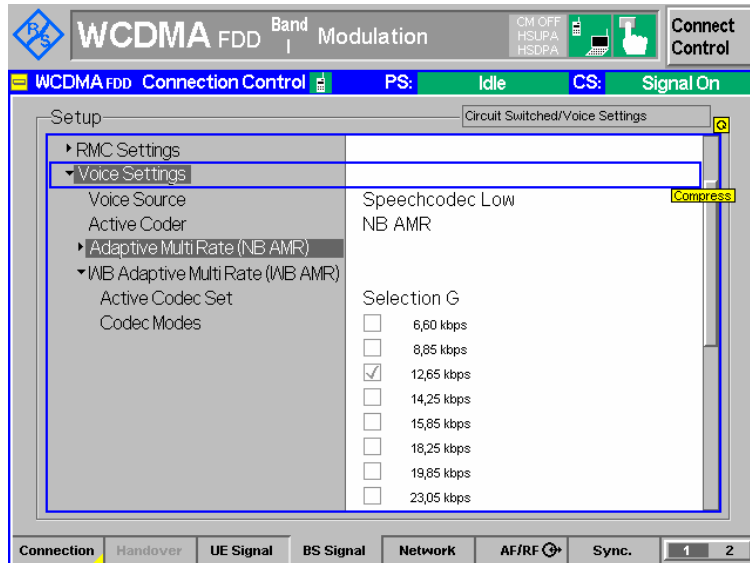 R&S WCDMA FDD Band I Modulation CM OFF HSUPA HSDPA Connect Control
WCDMA FDD Connection Control PS: Idle CS: Signal On
Setup Circuit Switched/Voice Settings
RMC Settings
Voice Settings
Compress
Voice Source Speechcodec Low
Active Coder NB AMR
Adaptive Multi Rate (NB AMR)
WB Adaptive Multi Rate (WB AMR)
Active Codec Set Selection G
Codec Modes 6,60 kbps
8,85 kbps
12,65 kbps
14,25 kbps
15,85 kbps
18,25 kbps
19,85 kbps
23,05 kbps
Connection Handover UE Signal BS Signal Network AF/RF Sync. 1 2